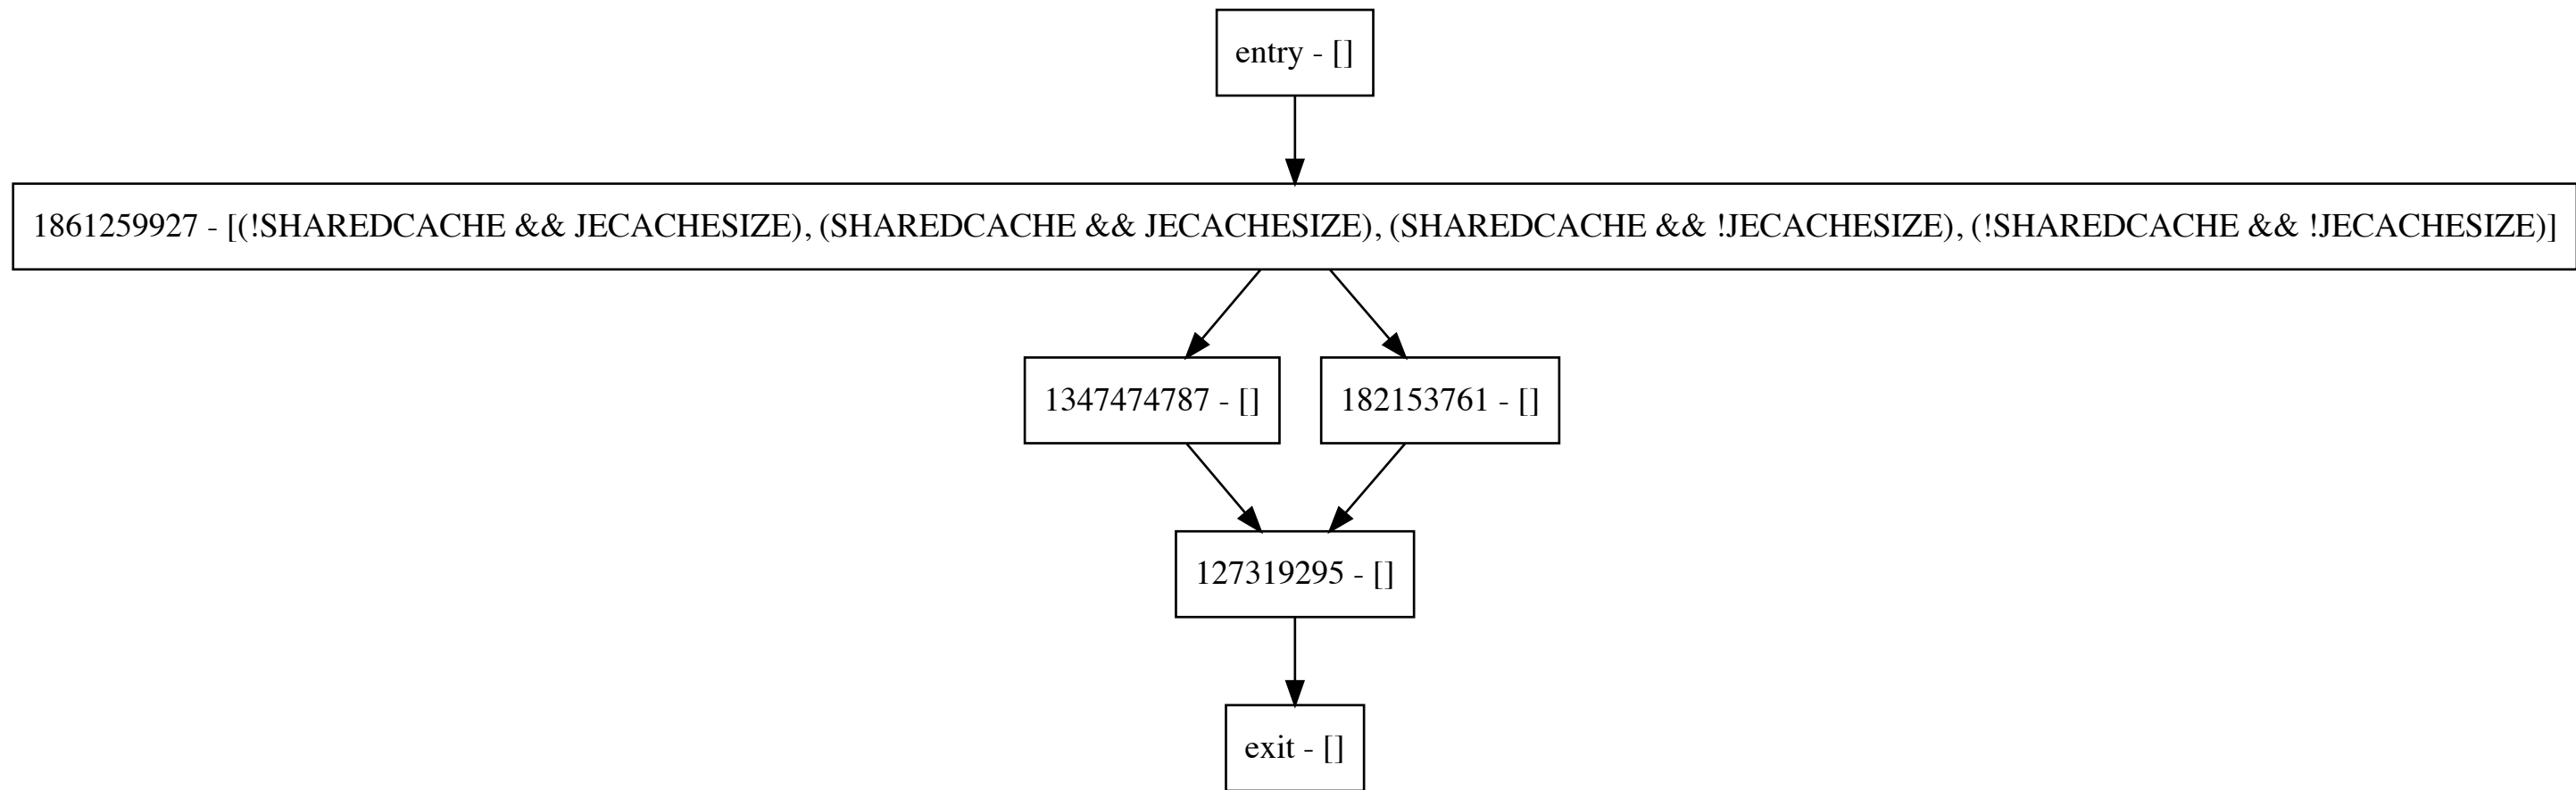 entry - []
1861259927 - [(!SHAREDCACHE && JECACHESIZE), (SHAREDCACHE && JECACHESIZE), (SHAREDCACHE && !JECACHESIZE), (!SHAREDCACHE && !JECACHESIZE)]
1347474787 - []
182153761 - []
127319295 - []
exit - []